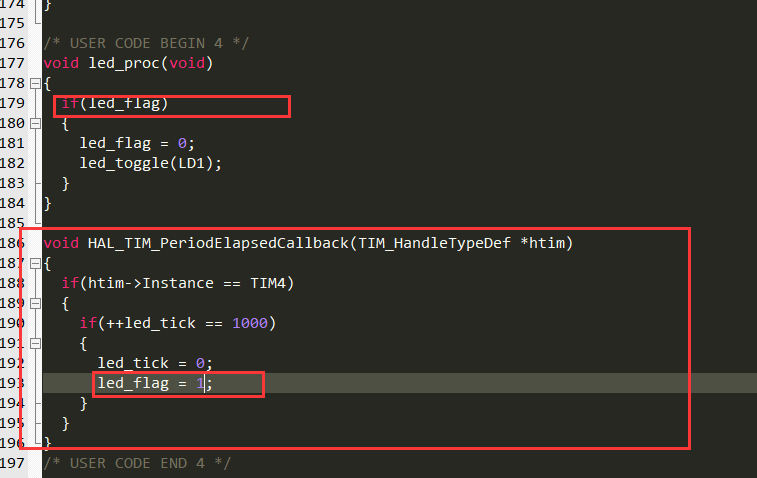 174 }
175
176 /* USER CODE BEGIN 4 */
177 void led_proc(void)
178 {
179   if(led_flag)
180   {
181     led_flag = 0;
182     led_toggle(LD1);
183   }
184 }
185
186 void HAL_TIM_PeriodElapsedCallback(TIM_HandleTypeDef *htim)
187 {
188   if(htim->Instance == TIM4)
189   {
190     if(++led_tick == 1000)
191     {
192       led_tick = 0;
193       led_flag = 1;
194     }
195   }
196 }
197 /* USER CODE END 4 */